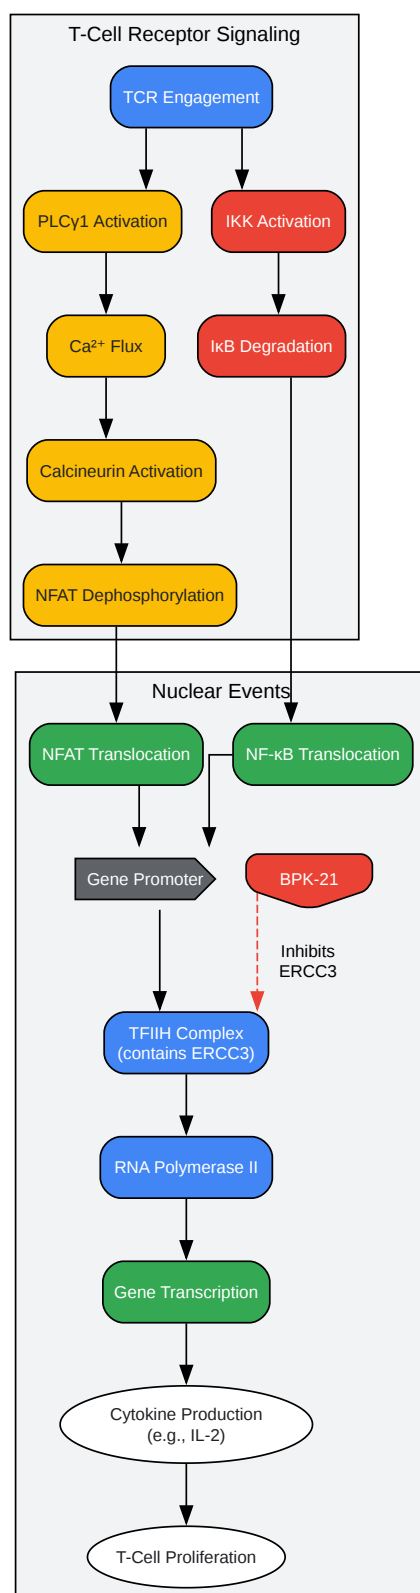 T-Cell Receptor Signaling
TCR Engagement
PLCγ1 Activation
IKK Activation
Ca²⁺ Flux
IκB Degradation
Calcineurin Activation
NFAT Dephosphorylation
Nuclear Events
NFAT Translocation
NF-κB Translocation
Gene Promoter
BPK-21
Inhibits
ERCC3
TFIIH Complex
(contains ERCC3)
RNA Polymerase II
Gene Transcription
Cytokine Production
(e.g., IL-2)
T-Cell Proliferation